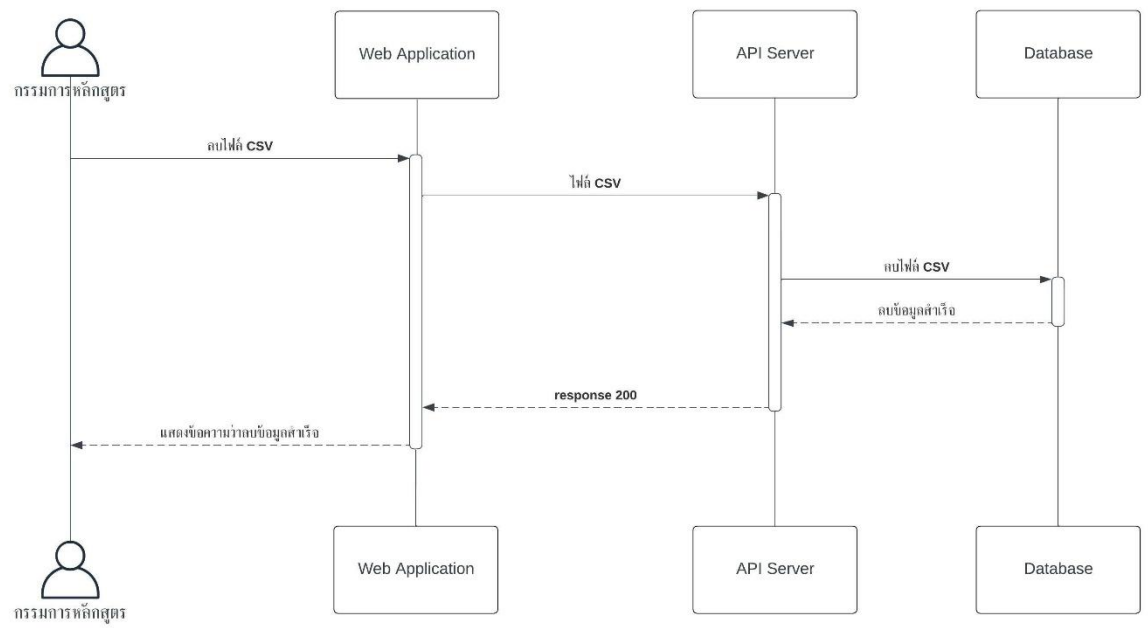 Web Application
API Server
Database
กรรมการหลักสูตร
ลบไฟล์ CSV
ไฟล์ CSV
ลบไฟล์ CSV
ลบข้อมูลสำเร็จ
response 200
แสดงข้อความว่าลบข้อมูลสำเร็จ
Web Application
API Server
Database
กรรมการหลักสูตร